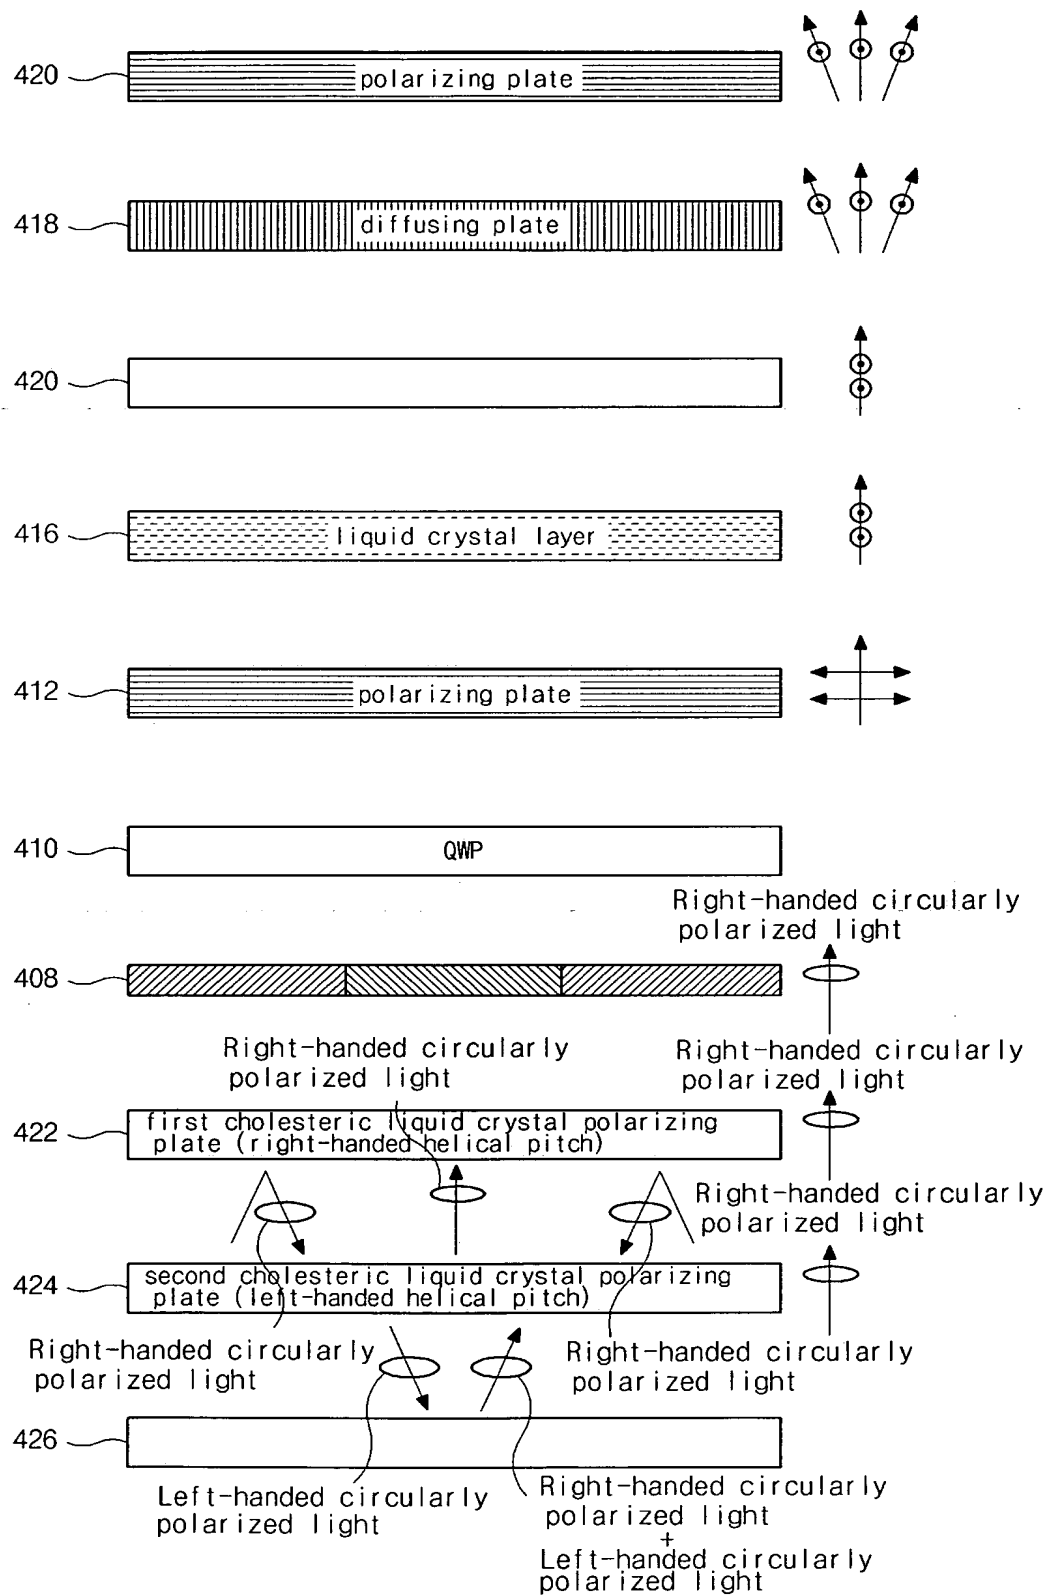 420
polarizing plate
418
diffusing plate
420
416
liquid crystal layer
412
polarizing plate
410
QWP
Right-handed circularly
polarized light
408
Right-handed circularly
polarized light
Right-handed circularly
polarized light
422
first cholesteric liquid crystal polarizing
plate (right-handed helical pitch)
Right-handed circularly
polarized light
424
second cholesteric liquid crystal polarizing
plate (left-handed helical pitch)
Right-handed circularly
polarized light
Right-handed circularly
polarized light
426
Left-handed circularly
polarized light
Right-handed circularly
polarized light
+
Left-handed circularly
polarized light